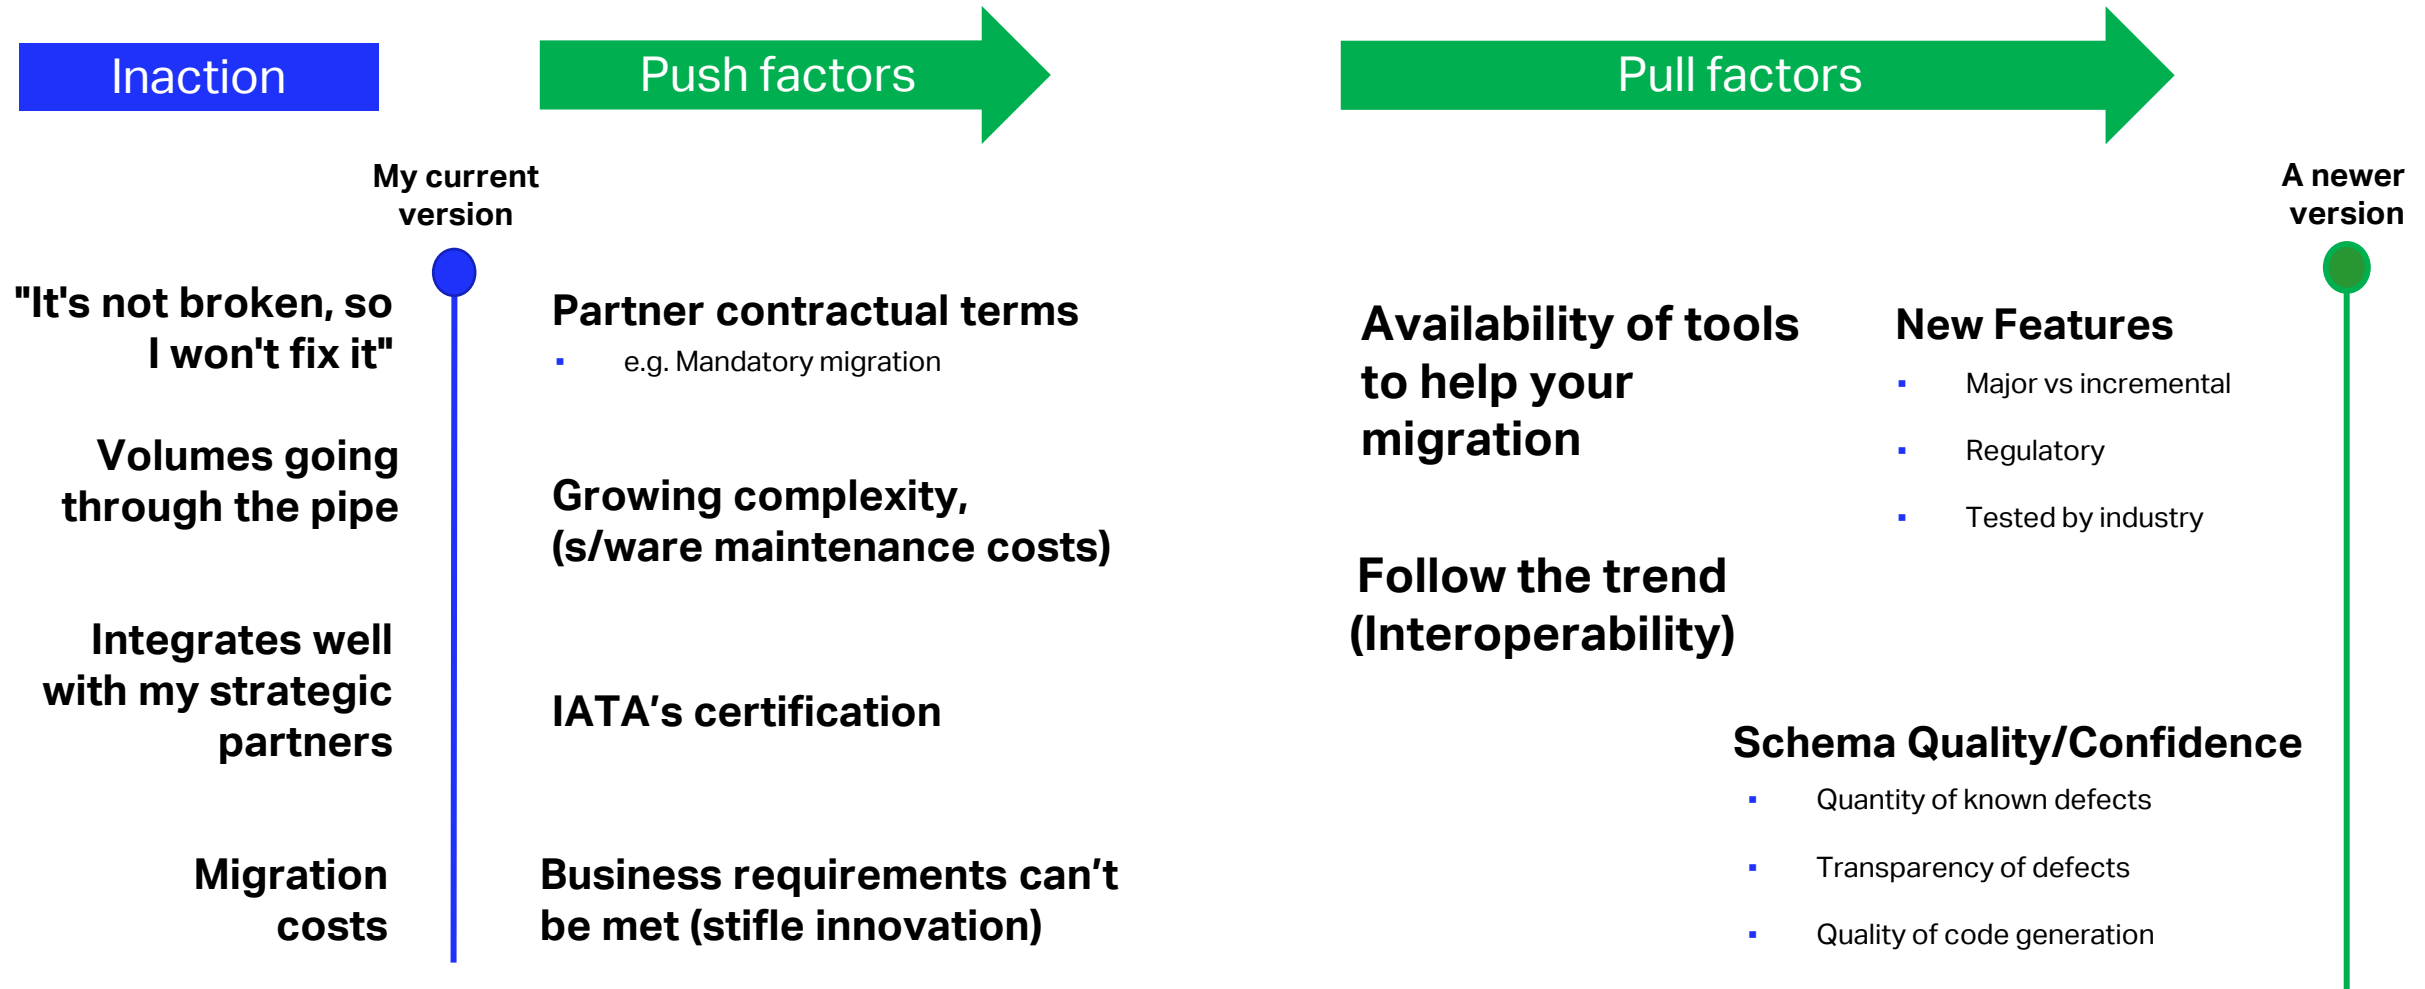 Inaction
Push factors
Pull factors
My current
version
A newer
version
"It's not broken, so
I won't fix it"
Volumes going
through the pipe
Integrates well
with my strategic
partners
Migration
costs
Partner contractual terms
▪ e.g. Mandatory migration
Growing complexity,
(s/ware maintenance costs)
IATA’s certification
Business requirements can’t
be met (stifle innovation)
Availability of tools
to help your
migration
Follow the trend
(Interoperability)
New Features
▪ Major vs incremental
▪ Regulatory
▪ Tested by industry
Schema Quality/Confidence
▪ Quantity of known defects
▪ Transparency of defects
▪ Quality of code generation